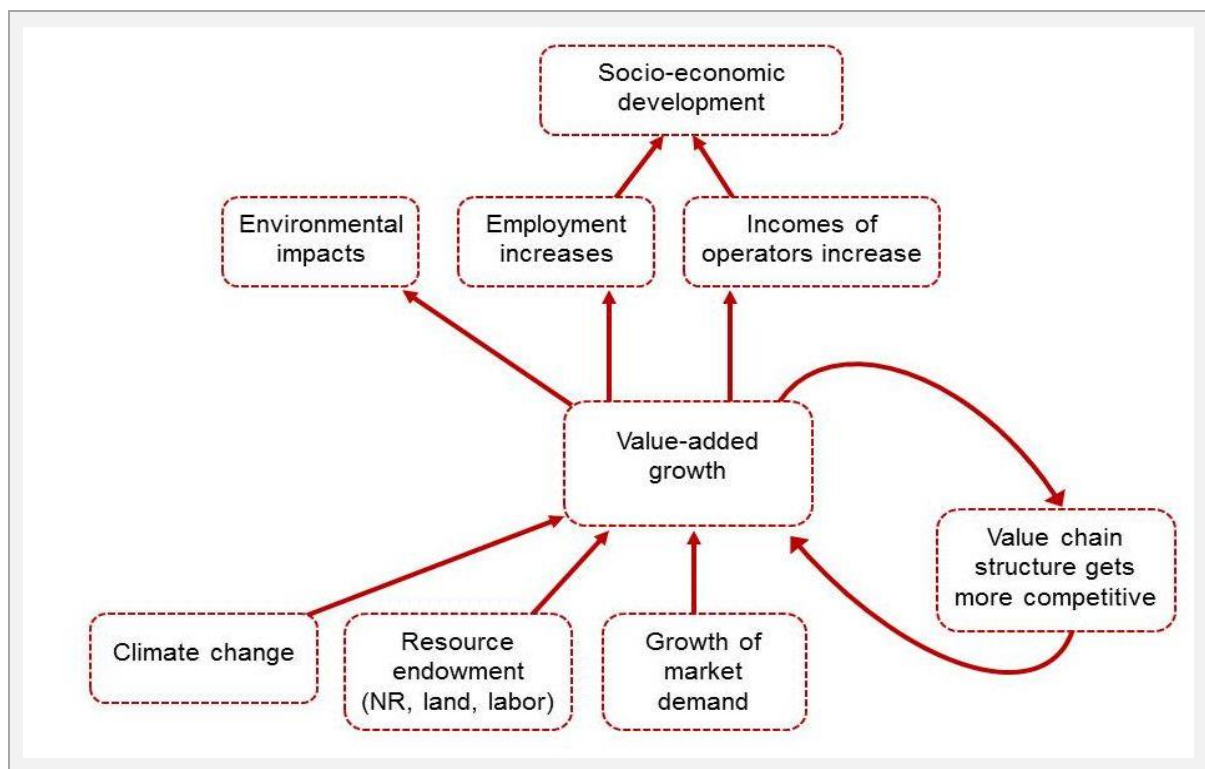 Socio-economic
development
Environmental
impacts
Employment
increases
Incomes of
operators increase
Value-added
growth
Value chain
structure gets
more competitive
Climate change
Resource
endowment
(NR, land, labor)
Growth of
market
demand